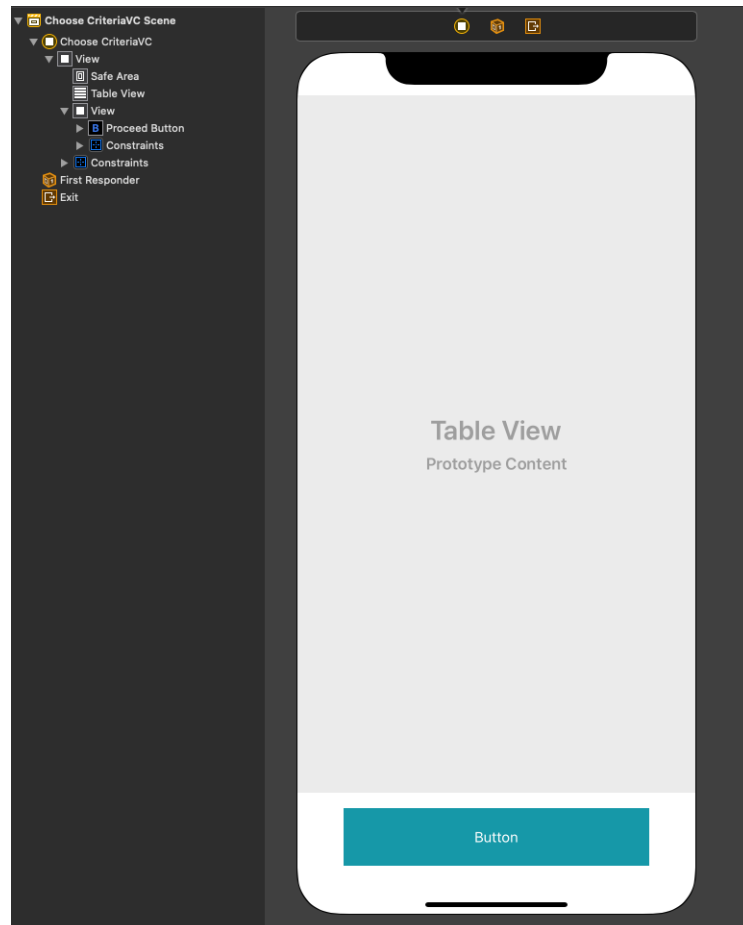 Choose CriteriaVC Scene
Choose CriteriaVC
View
Safe Area
Table View
View
B Proceed Button
Constraints
Constraints
First Responder
Exit
Table View
Prototype Content
Button